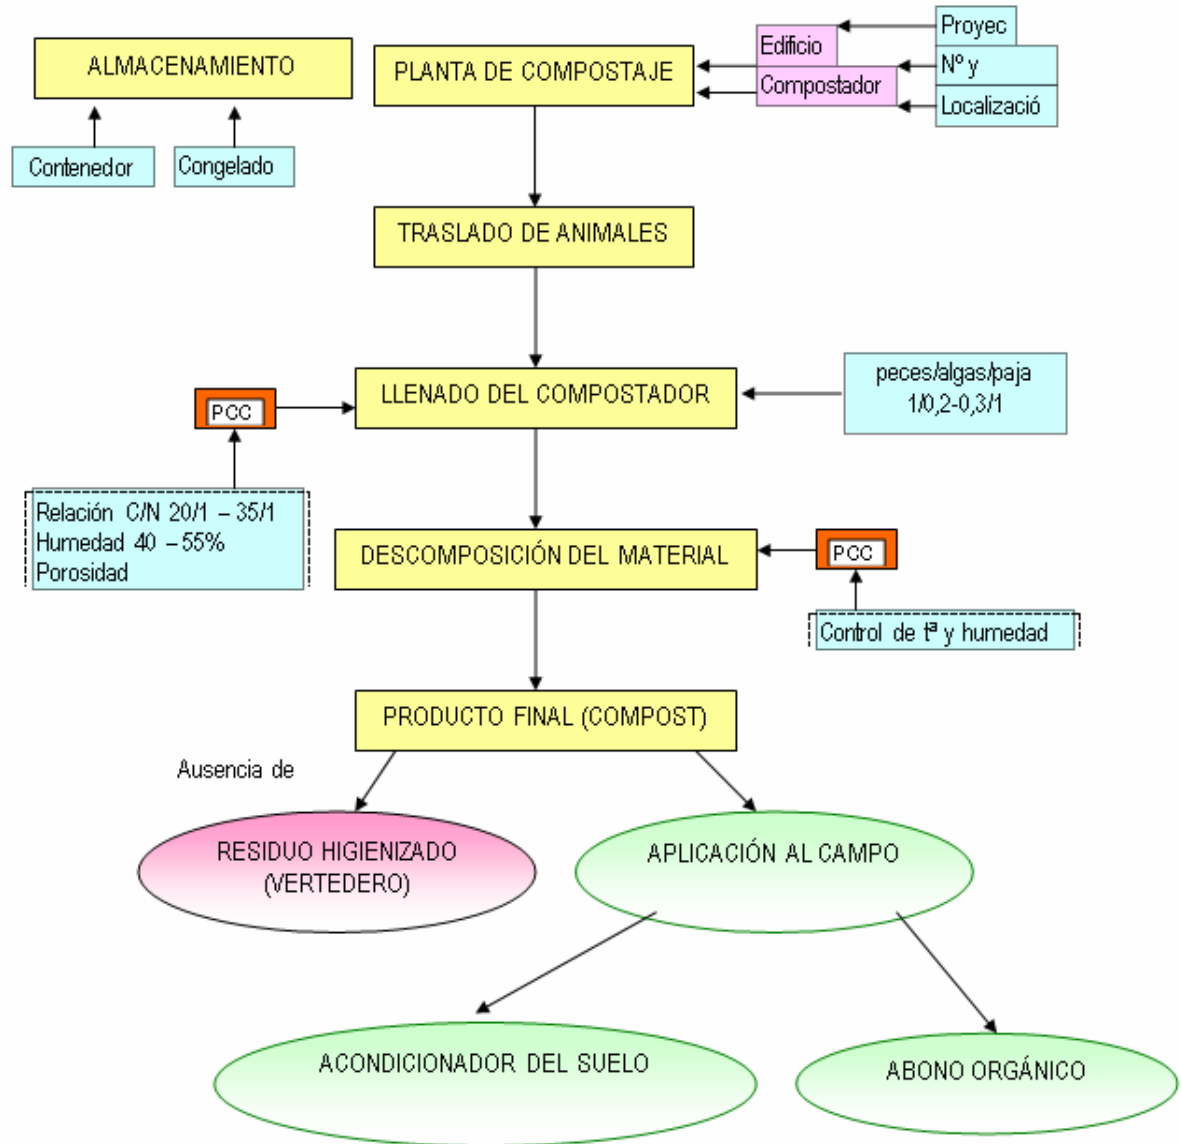 ALMACENAMIENTO
Contenedor
Congelado
PLANTA DE COMPOSTAJE
Edificio
Compostador
Proyec
Nº y
Localizació
TRASLADO DE ANIMALES
LLENADO DEL COMPOSTADOR
peces/algas/paja
1/0,2-0,3/1
PCC
Relación C/N 20/1 – 35/1
Humedad 40 – 55%
Porosidad
DESCOMPOSICIÓN DEL MATERIAL
PCC
Control de tª y humedad
PRODUCTO FINAL (COMPOST)
Ausencia de
RESIDUO HIGIENIZADO
(VERTEDERO)
APLICACIÓN AL CAMPO
ACONDICIONADOR DEL SUELO
ABONO ORGÁNICO